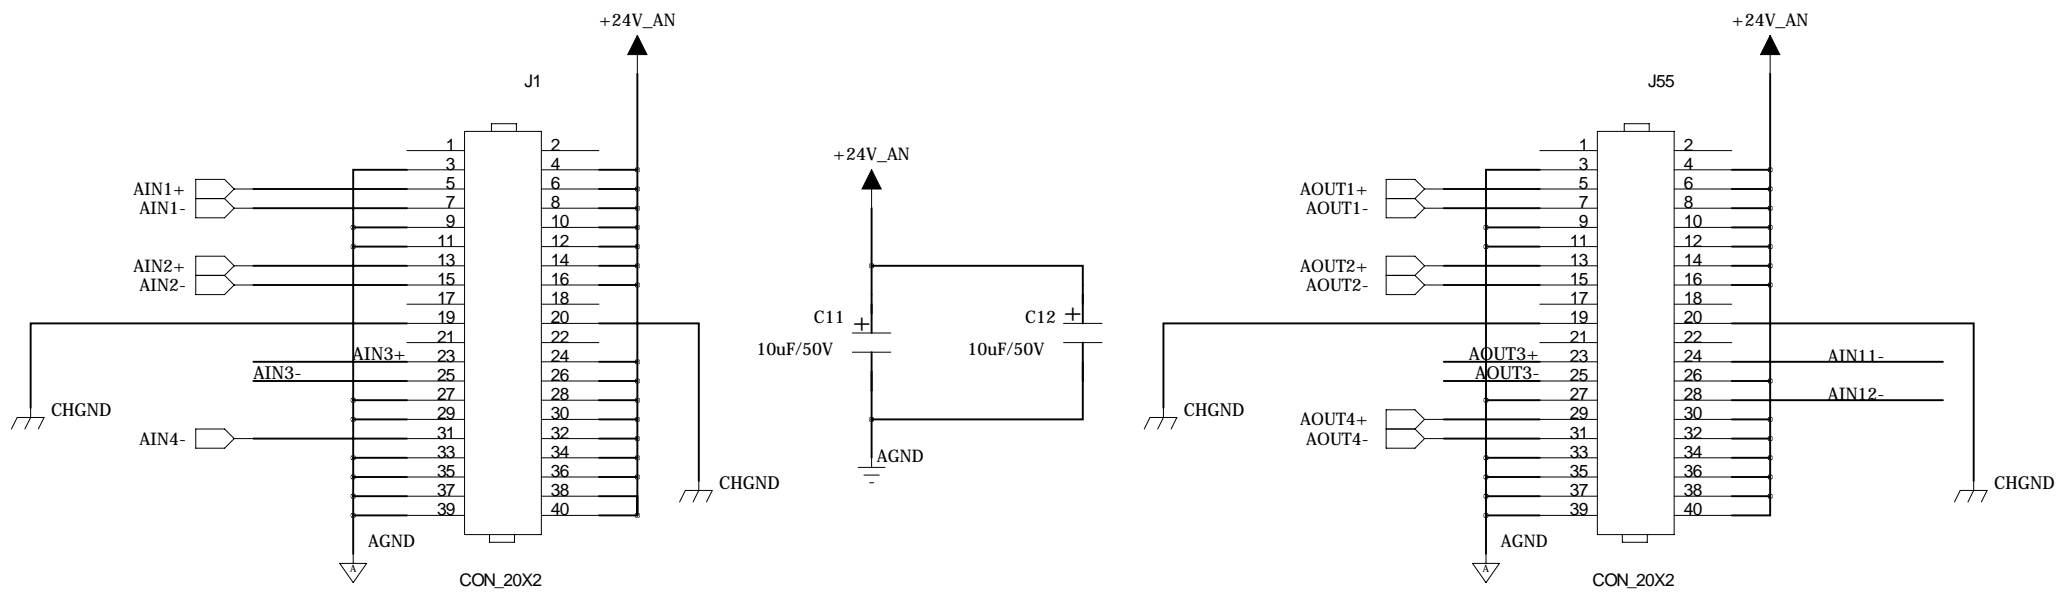 +24V_AN
J1
1 2
3 4
AIN1+ 5 6
AIN1- 7 8
9 10
11 12
AIN2+ 13 14
AIN2- 15 16
17 18
19 20
21 22
AIN3+ 23 24
AIN3- 25 26
27 28
CHGND
29 30
AIN4- 31 32
33 34
35 36
CHGND
37 38
39 40
AGND
A
CON_20X2
+24V_AN
C11 +
10uF/50V
C12 +
10uF/50V
AGND
+24V_AN
J55
1 2
3 4
AOUT1+ 5 6
AOUT1- 7 8
9 10
11 12
AOUT2+ 13 14
AOUT2- 15 16
17 18
19 20
21 22
AOUT3+ 23 24 AIN11-
AOUT3- 25 26
27 28 AIN12-
CHGND
AOUT4+ 29 30
AOUT4- 31 32
33 34
35 36
CHGND
37 38
39 40
AGND
A
CON_20X2